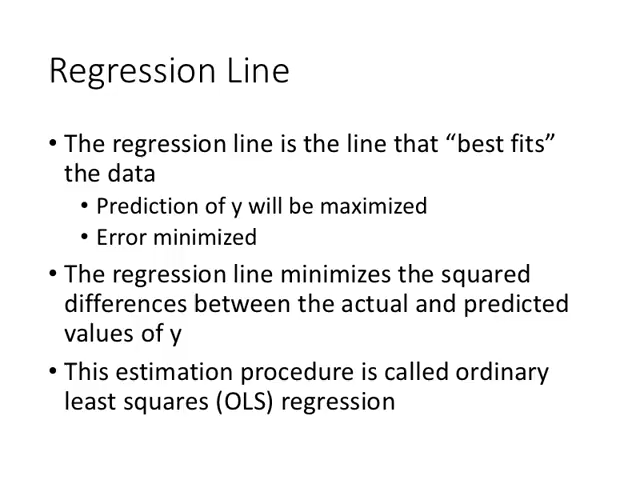 Regression Line
• The regression line is the line that “best fits”
the data
• Prediction of y will be maximized
• Error minimized
• The regression line minimizes the squared
differences between the actual and predicted
values of y
• This estimation procedure is called ordinary
least squares (OLS) regression